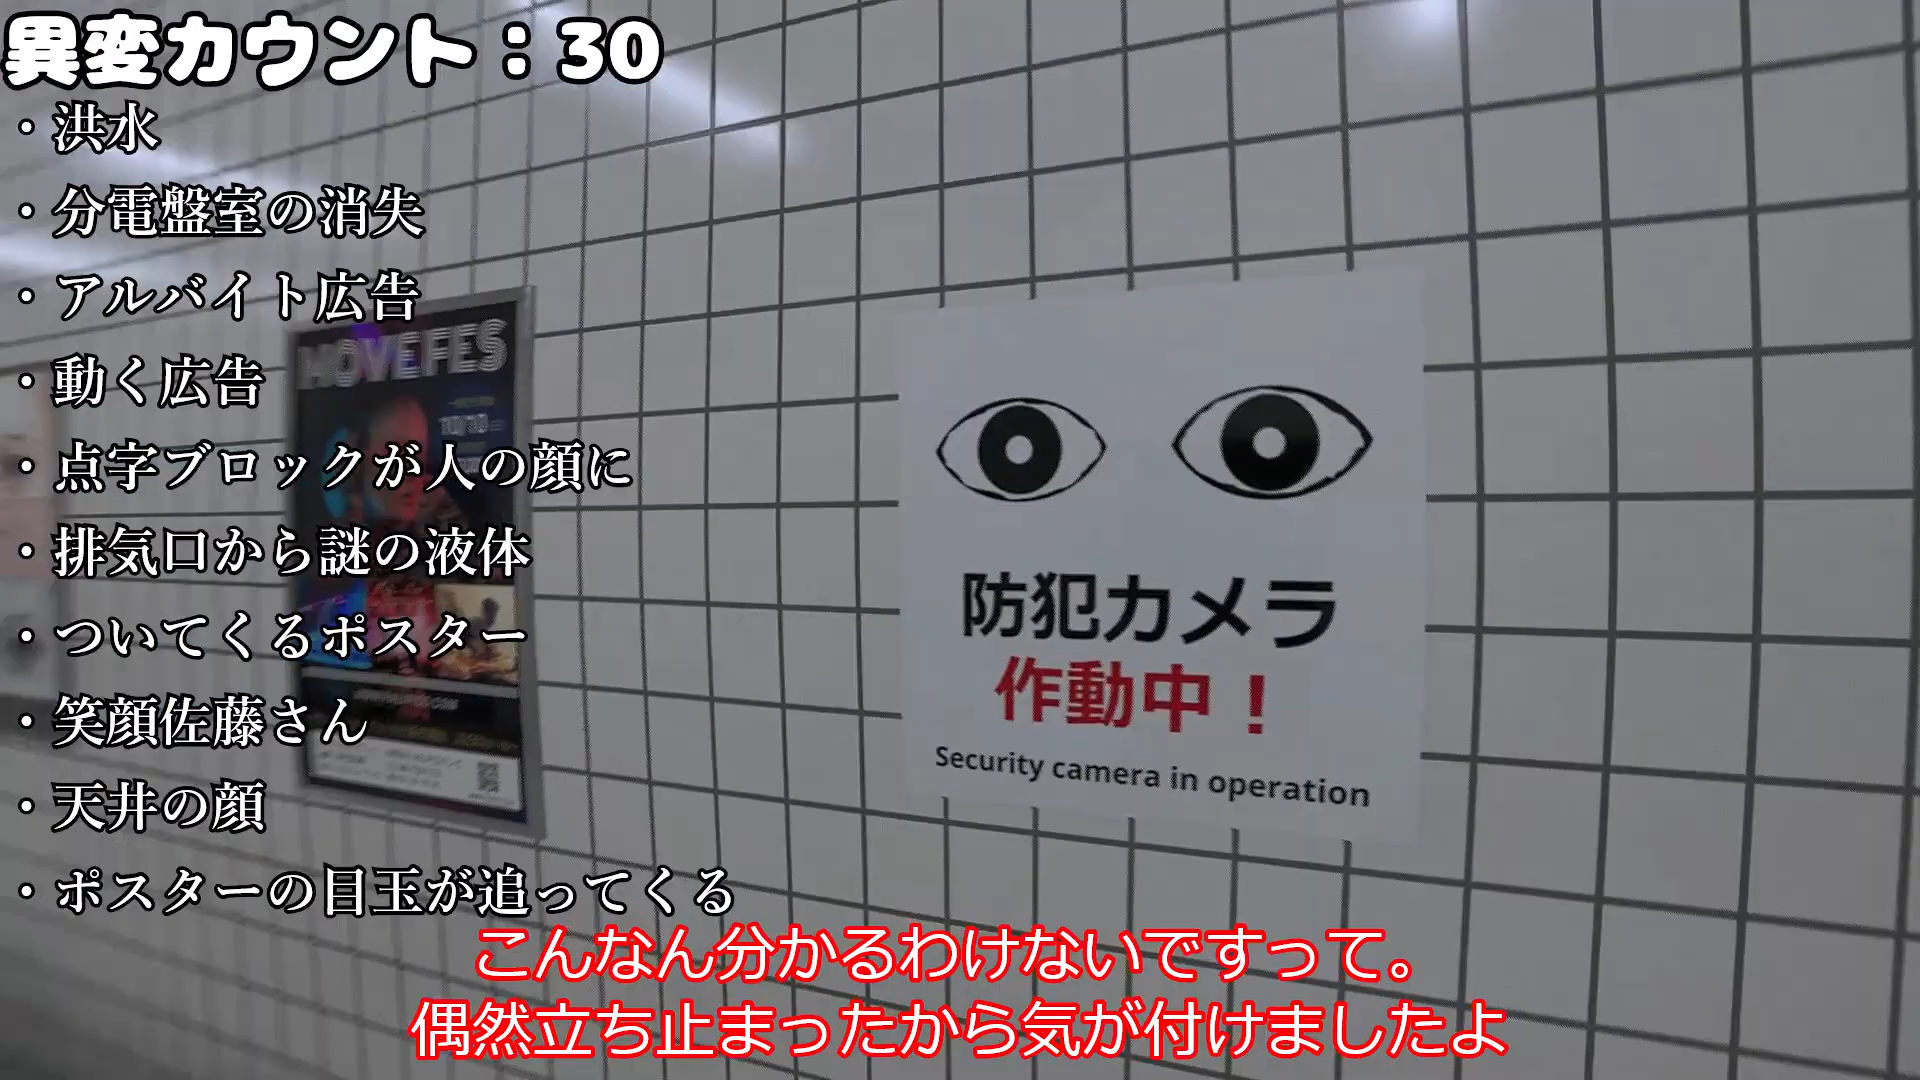 異変カウント：30
・洪水
・分電盤室の消失
・アルバイト広告
・動く広告
・点字ブロックが人の顔に
・排気口から謎の液体
・ついてくるポスター
・笑顔佐藤さん
・天井の顔
・ポスターの目玉が追ってくる
MOVEFES
10/10
防犯カメラ
作動中！
Security camera in operation
こんなん分かるわけないですって。
偶然立ち止まったから気が付けましたよ